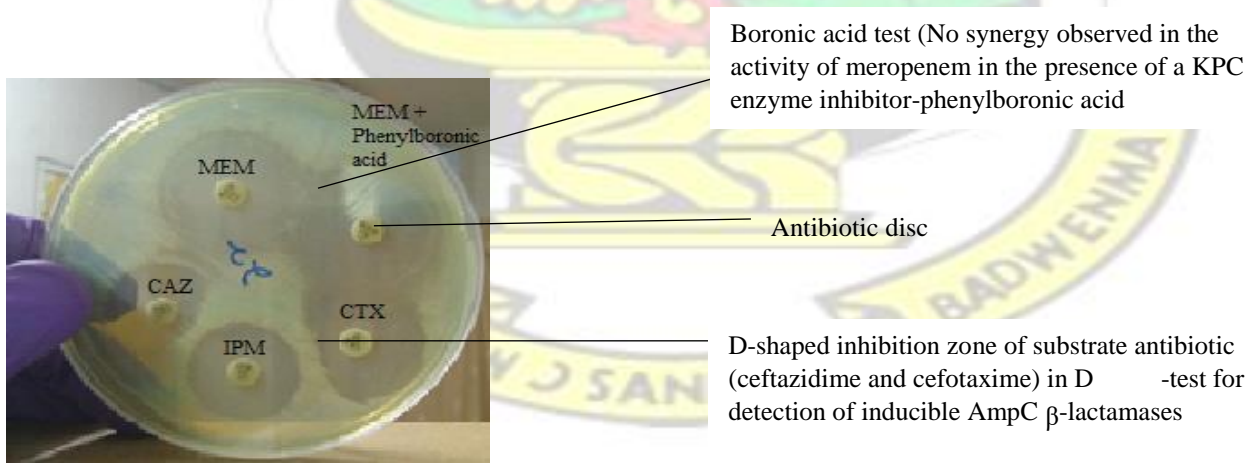 Boronic acid test (No synergy observed in the
activity of meropenem in the presence of a KPC
enzyme inhibitor-phenylboronic acid
MEM +
Phenylboronic
acid
MEM
Antibiotic disc
CAZ
CTX
IPM
D-shaped inhibition zone of substrate antibiotic
(ceftazidime and cefotaxime) in D -test for
detection of inducible AmpC β-lactamases
BADWENMA
W J SAN